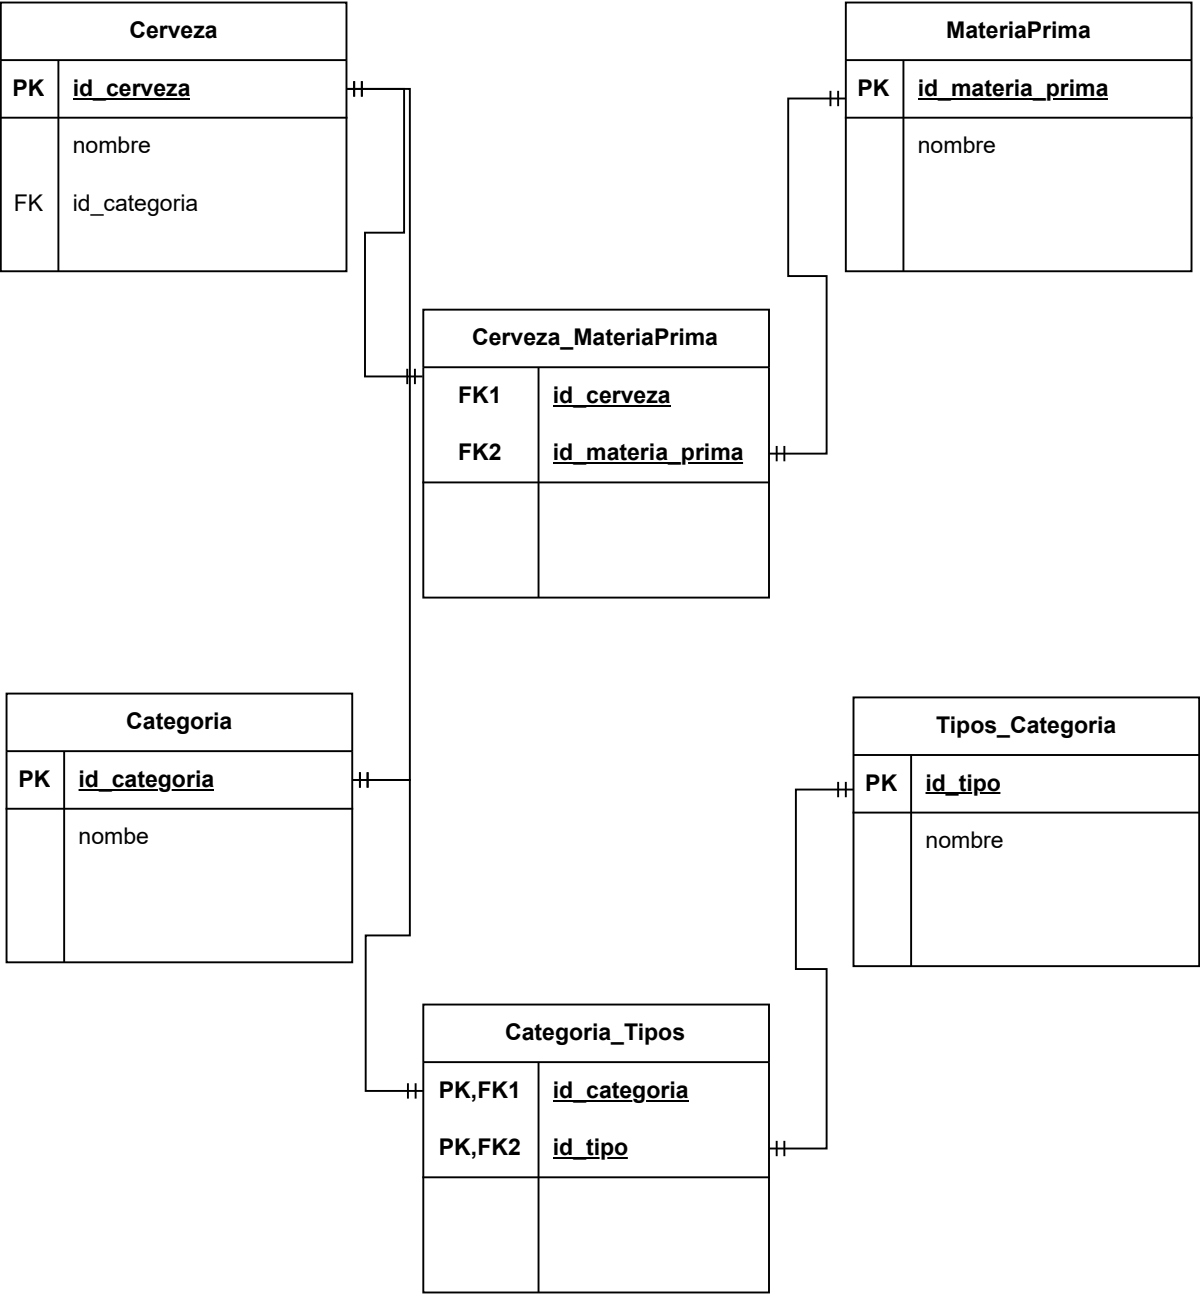 Cerveza
PK id_cerveza
nombre
FK id_categoria
MateriaPrima
PK id_materia_prima
nombre
Cerveza_MateriaPrima
FK1 id_cerveza
FK2 id_materia_prima
Categoria
PK id_categoria
nombe
Tipos_Categoria
PK id_tipo
nombre
Categoria_Tipos
PK,FK1 id_categoria
PK,FK2 id_tipo